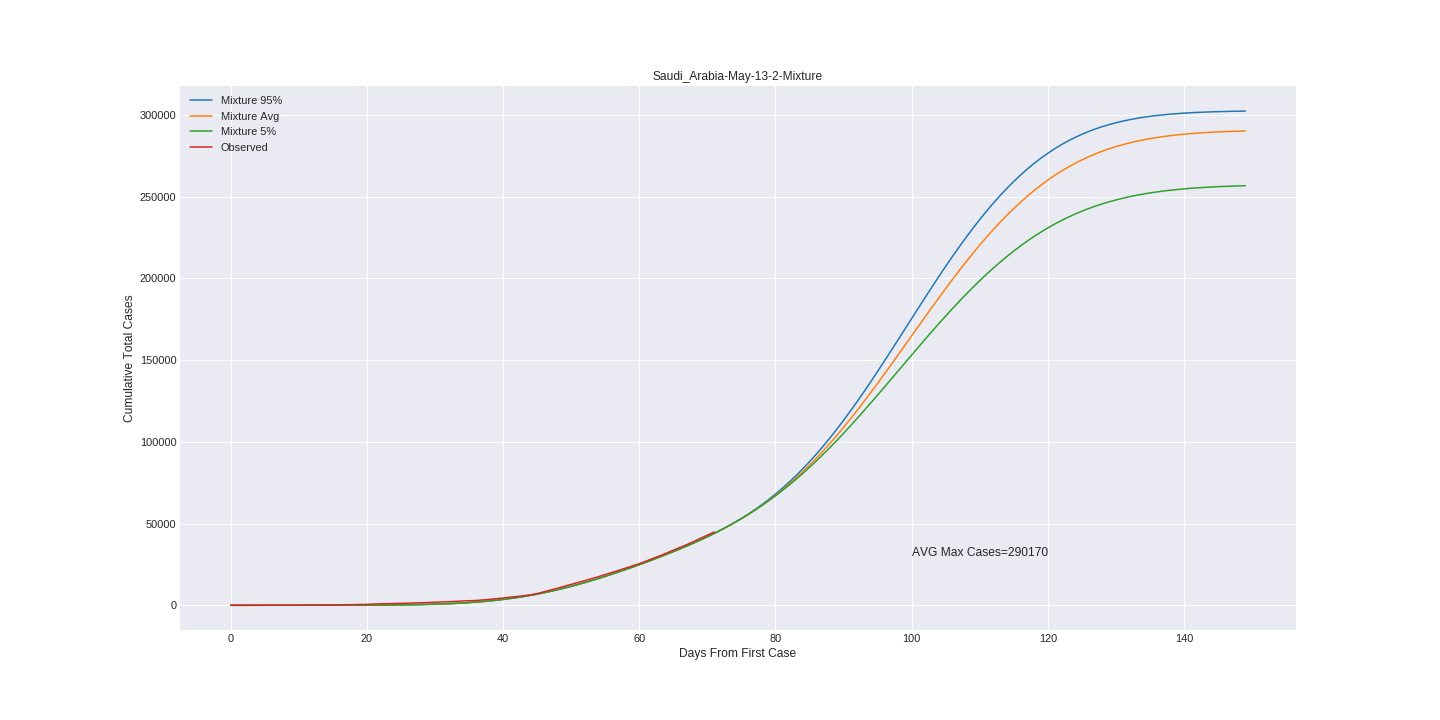 Saudi_Arabia-May-13-2-Mixture
Mixture 95%
Mixture Avg
Mixture 5%
Observed
300000
250000
200000
150000
100000
50000
0
Cumulative Total Cases
AVG Max Cases=290170
0 20 40 60 80 100 120 140
Days From First Case